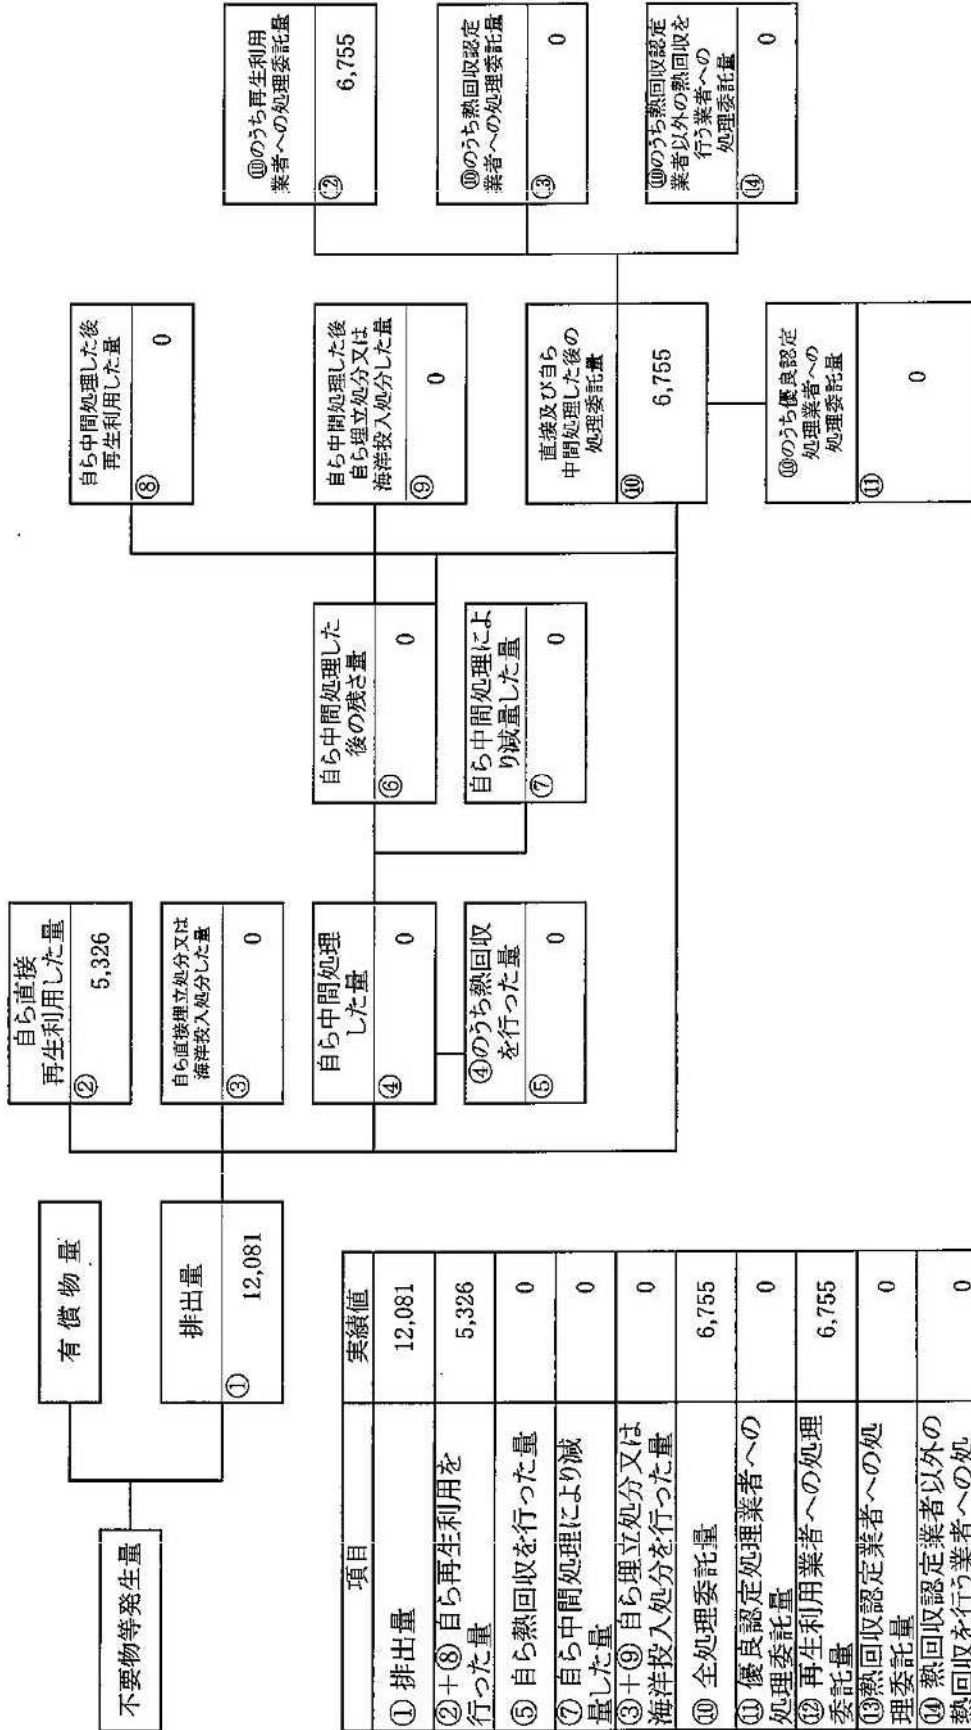 不要物等発生量
有償物量
排出量
①
12,081
自ら直接
再生利用した量
②
5,326
自ら直接埋立処分又は
海洋投入処分した量
③
0
自ら中間処理
した量
④
0
④のうち熱回収
を行った量
⑤
0
自ら中間処理した
後の残さ量
⑥
0
自ら中間処理によ
り減量した量
⑦
0
自ら中間処理した後
再生利用した量
⑧
0
自ら中間処理した後
自ら埋立処分又は
海洋投入処分した量
⑨
0
直接及び自ら
中間処理した後の
処理委託量
⑩
6,755
⑩のうち優良認定
処理業者への
処理委託量
⑪
0
⑩のうち再生利用
業者への処理委託量
⑫
6,755
⑩のうち熱回収認定
業者への処理委託量
⑬
0
⑩のうち熱回収認定
業者以外の熱回収を
行う業者への
処理委託量
⑭
0
項目 実績値
① 排出量 12,081
②+⑧ 自ら再生利用を
行った量 5,326
⑤ 自ら熱回収を行った量 0
⑦ 自ら中間処理により減
量した量 0
③+⑨ 自ら埋立処分又は
海洋投入処分を行った量 0
⑩ 全処理委託量 6,755
⑪ 優良認定処理業者への
処理委託量 0
⑫ 再生利用業者への処理
委託量 6,755
⑬熱回収認定業者への処
理委託量 0
⑭ 熱回収認定業者以外の
熱回収を行う業者への処 0